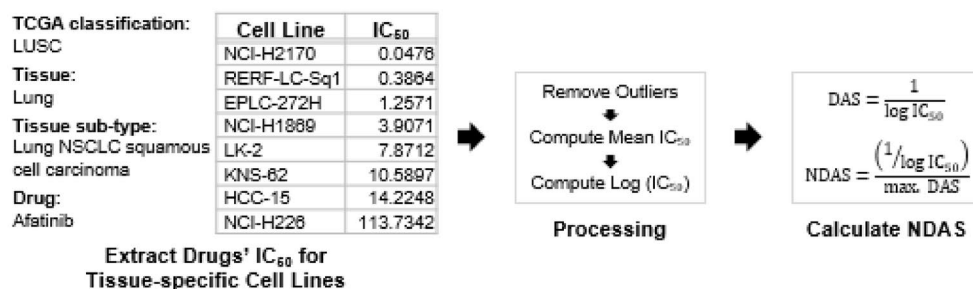 TCGA classification:
LUSC
Tissue:
Lung
Tissue sub-type:
Lung NSCLC squamous
cell carcinoma
Drug:
Afatinib
Cell Line IC50
NCI-H2170 0.0476
RERF-LC-Sq1 0.3864
EPLC-272H 1.2571
NCI-H1869 3.9071
LK-2 7.8712
KNS-62 10.5897
HCC-15 14.2248
NCI-H226 113.7342
Extract Drugs' IC50 for
Tissue-specific Cell Lines
Remove Outliers
Compute Mean IC50
Compute Log (IC50)
Processing
DAS = 1 / log IC50
NDAS = (1/log IC50) / max. DAS
Calculate NDAS